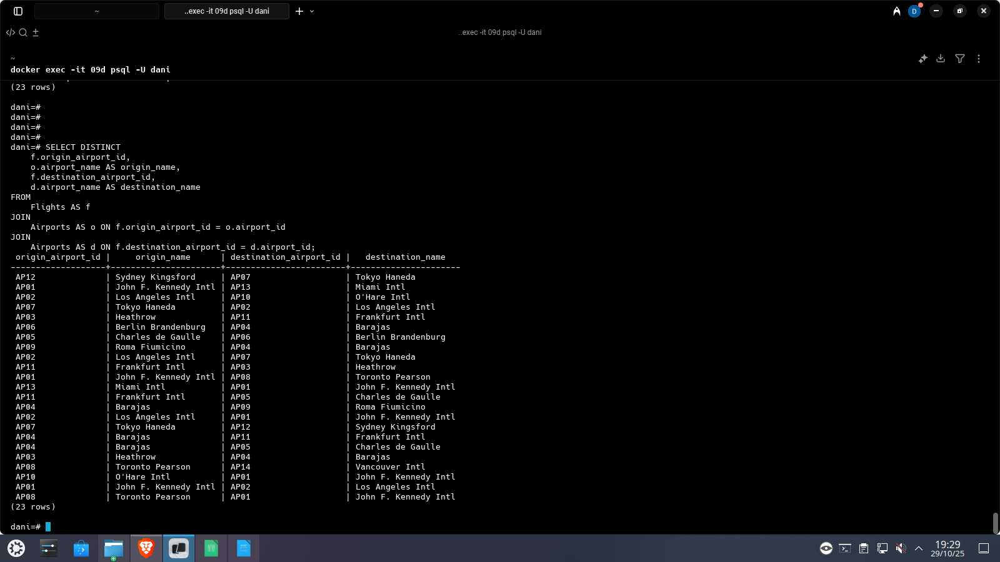 ~
..exec -it 09d psql -U dani
D
..exec -it 09d psql -U dani
~
docker exec -it 09d psql -U dani
(23 rows)
dani=#
dani=#
dani=#
dani=#
dani=# SELECT DISTINCT
    f.origin_airport_id,
    o.airport_name AS origin_name,
    f.destination_airport_id,
    d.airport_name AS destination_name
FROM
    Flights AS f
JOIN
    Airports AS o ON f.origin_airport_id = o.airport_id
JOIN
    Airports AS d ON f.destination_airport_id = d.airport_id;
 origin_airport_id |     origin_name      | destination_airport_id |   destination_name
-------------------+----------------------+------------------------+----------------------
 AP12              | Sydney Kingsford     | AP07                   | Tokyo Haneda
 AP01              | John F. Kennedy Intl | AP13                   | Miami Intl
 AP02              | Los Angeles Intl     | AP10                   | O'Hare Intl
 AP07              | Tokyo Haneda         | AP02                   | Los Angeles Intl
 AP03              | Heathrow             | AP11                   | Frankfurt Intl
 AP06              | Berlin Brandenburg   | AP04                   | Barajas
 AP05              | Charles de Gaulle    | AP06                   | Berlin Brandenburg
 AP09              | Roma Fiumicino       | AP04                   | Barajas
 AP02              | Los Angeles Intl     | AP07                   | Tokyo Haneda
 AP11              | Frankfurt Intl       | AP03                   | Heathrow
 AP01              | John F. Kennedy Intl | AP08                   | Toronto Pearson
 AP13              | Miami Intl           | AP01                   | John F. Kennedy Intl
 AP11              | Frankfurt Intl       | AP05                   | Charles de Gaulle
 AP04              | Barajas              | AP09                   | Roma Fiumicino
 AP02              | Los Angeles Intl     | AP01                   | John F. Kennedy Intl
 AP07              | Tokyo Haneda         | AP12                   | Sydney Kingsford
 AP04              | Barajas              | AP11                   | Frankfurt Intl
 AP04              | Barajas              | AP05                   | Charles de Gaulle
 AP03              | Heathrow             | AP04                   | Barajas
 AP08              | Toronto Pearson      | AP14                   | Vancouver Intl
 AP10              | O'Hare Intl          | AP01                   | John F. Kennedy Intl
 AP01              | John F. Kennedy Intl | AP02                   | Los Angeles Intl
 AP08              | Toronto Pearson      | AP01                   | John F. Kennedy Intl
(23 rows)
dani=#
19:29
29/10/25